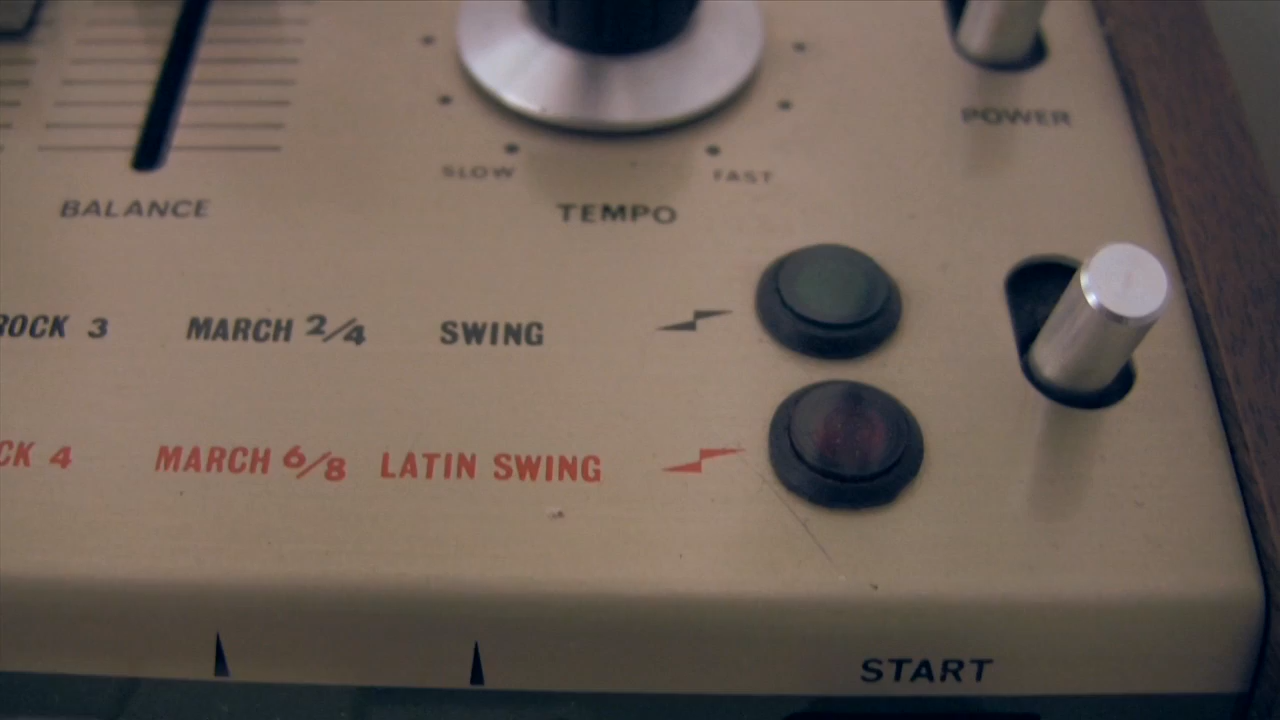 POWER
SLOW FAST
BALANCE TEMPO
ROCK 3 MARCH 2/4 SWING
CK 4 MARCH 6/8 LATIN SWING
START